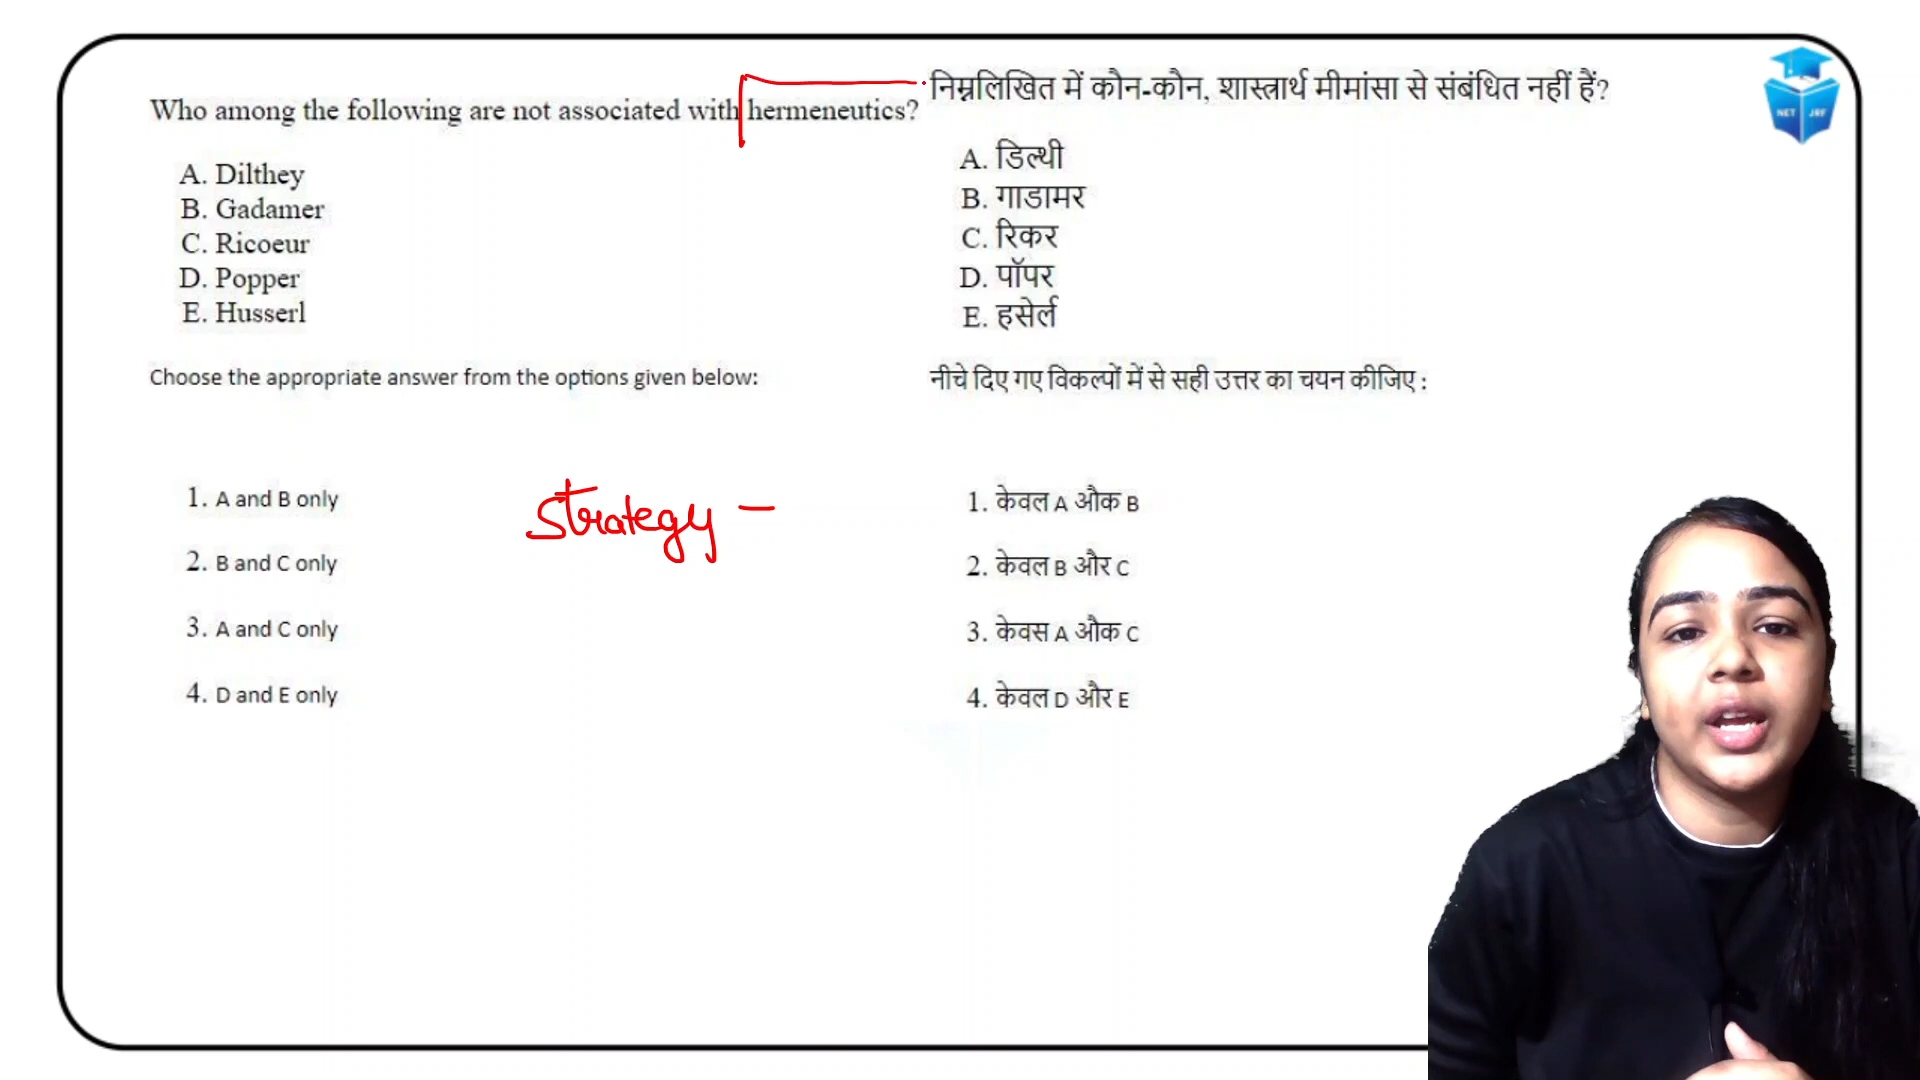 Who among the following are not associated with hermeneutics?
A. Dilthey
B. Gadamer
C. Ricoeur
D. Popper
E. Husserl
Choose the appropriate answer from the options given below:
1. A and B only
2. B and C only
3. A and C only
4. D and E only
Strategy -
निम्नलिखित में कौन-कौन, शास्त्रार्थ मीमांसा से संबंधित नहीं हैं?
A. डिल्थी
B. गाडामर
C. रिकर
D. पॉपर
E. हसेर्ल
नीचे दिए गए विकल्पों में से सही उत्तर का चयन कीजिए :
1. केवल A औक B
2. केवल B और C
3. केवस A औक C
4. केवल D और E
NET JRF